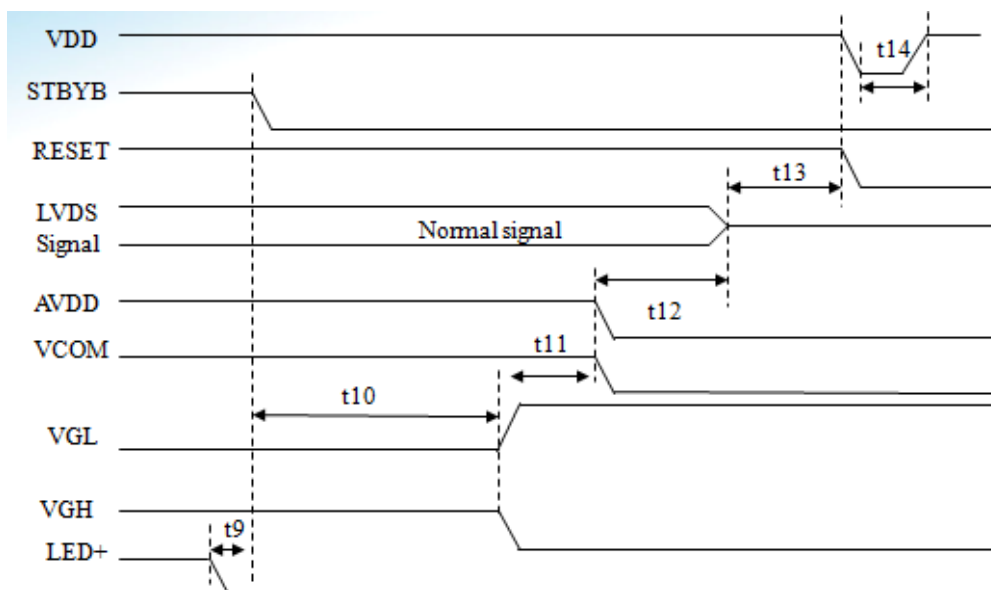 VDD
t14
STBYB
RESET
t13
LVDS
Signal
Normal signal
AVDD
t12
VCOM
t11
t10
VGL
VGH
t9
LED+